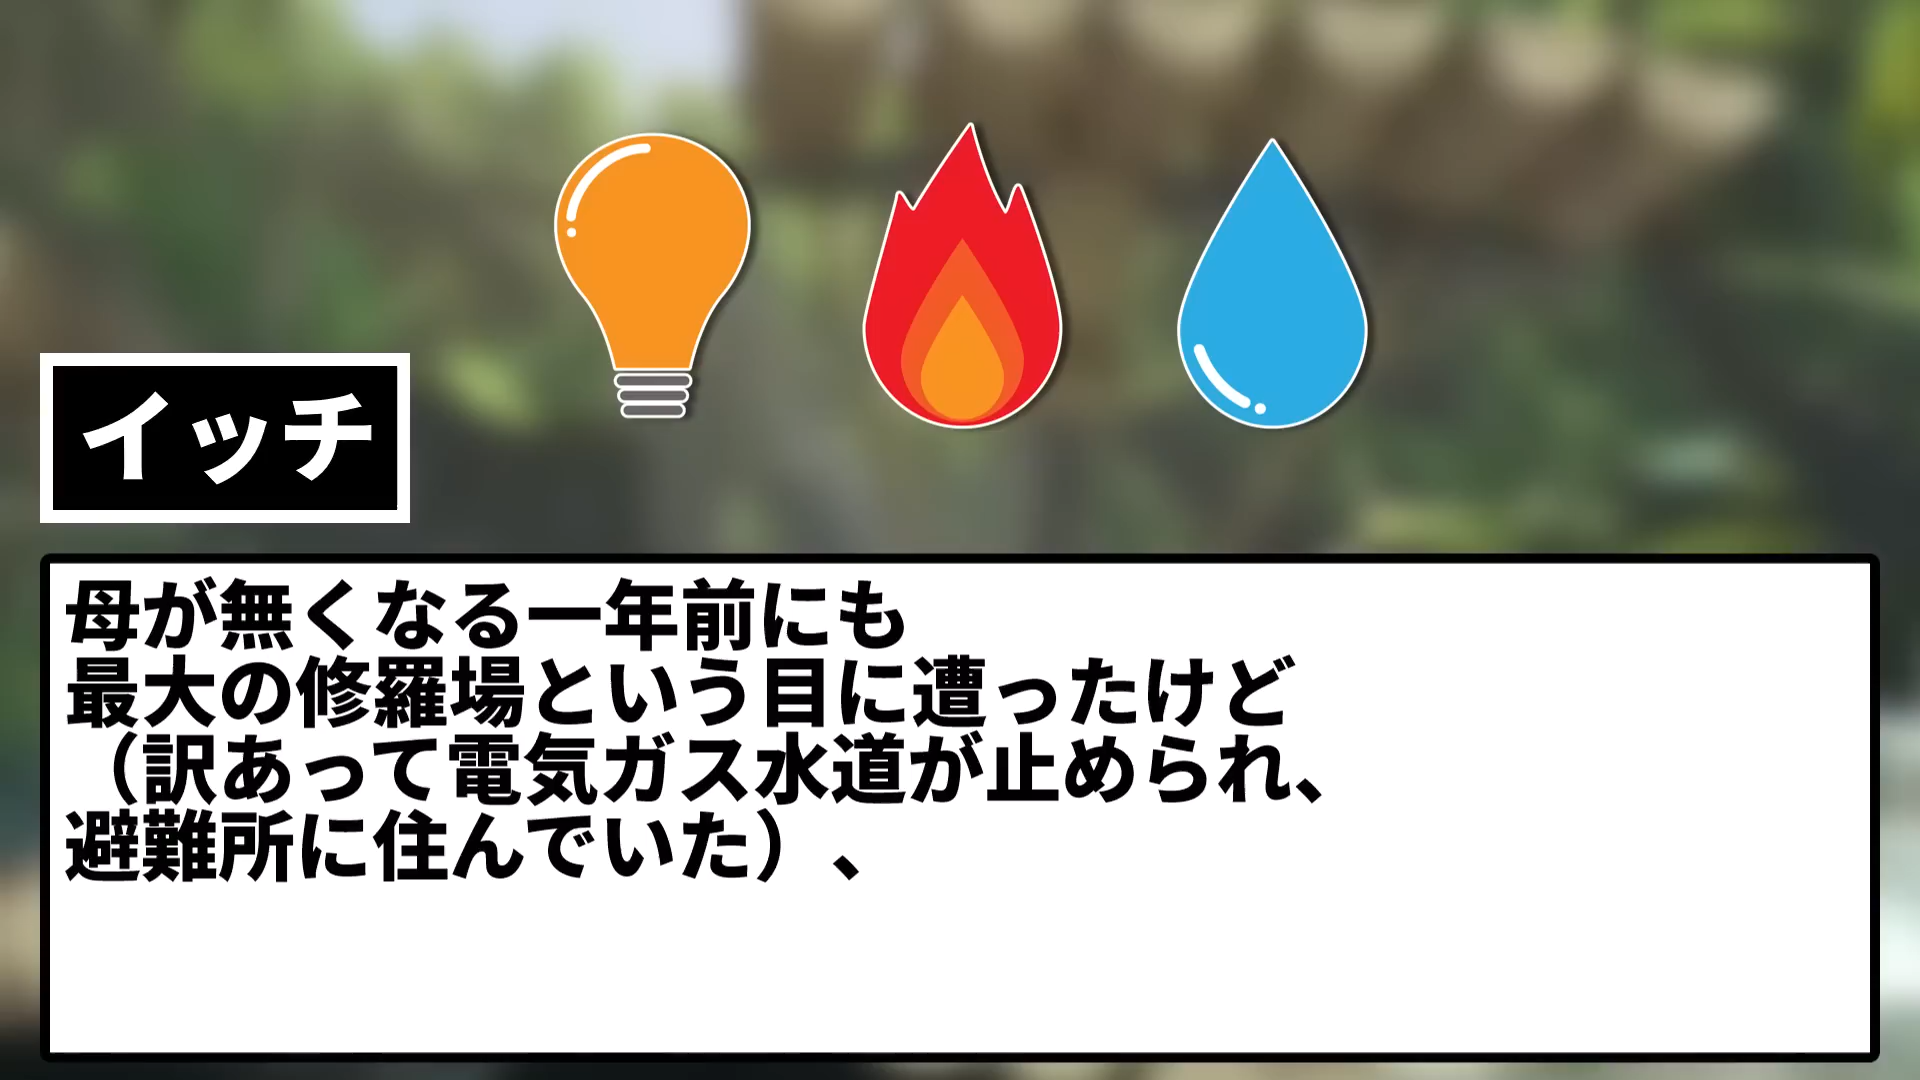 イッチ
母が無くなる一年前にも
最大の修羅場という目に遭ったけど
（訳あって電気ガス水道が止められ、
避難所に住んでいた）、